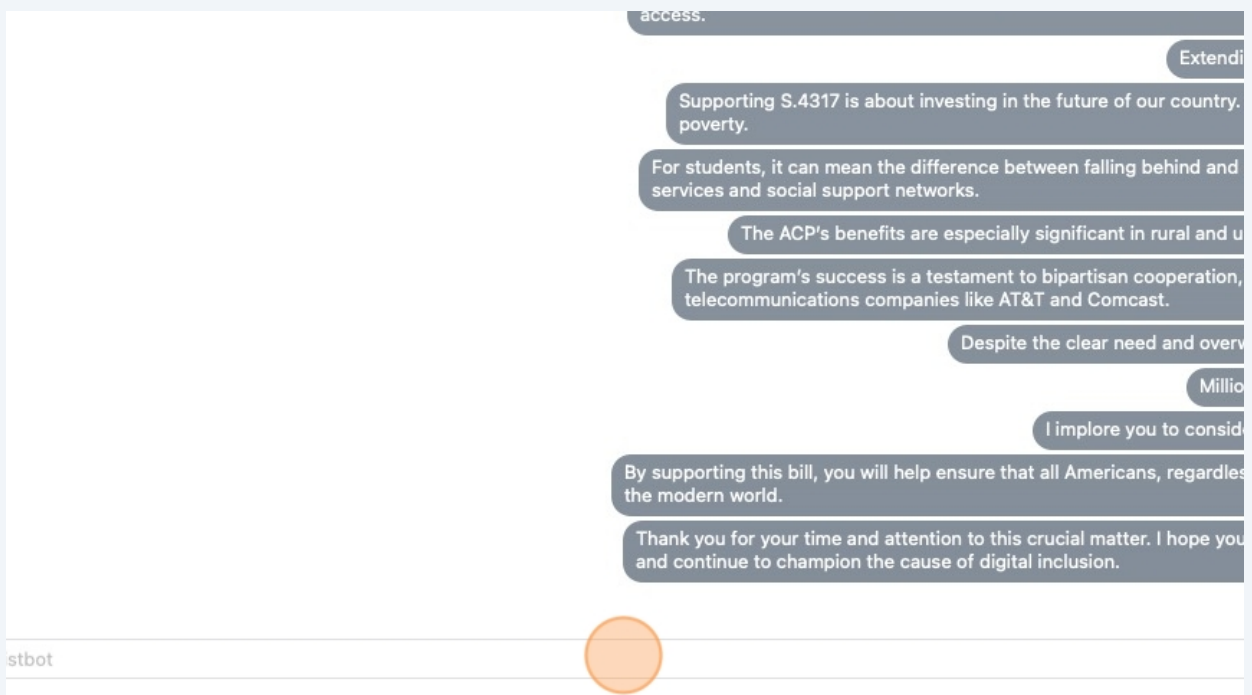 access.
Extendi
Supporting S.4317 is about investing in the future of our country.
poverty.
For students, it can mean the difference between falling behind and
services and social support networks.
The ACP's benefits are especially significant in rural and u
The program's success is a testament to bipartisan cooperation,
telecommunications companies like AT&T and Comcast.
Despite the clear need and overw
Millio
I implore you to conside
By supporting this bill, you will help ensure that all Americans, regardles
the modern world.
Thank you for your time and attention to this crucial matter. I hope you
and continue to champion the cause of digital inclusion.
stbot